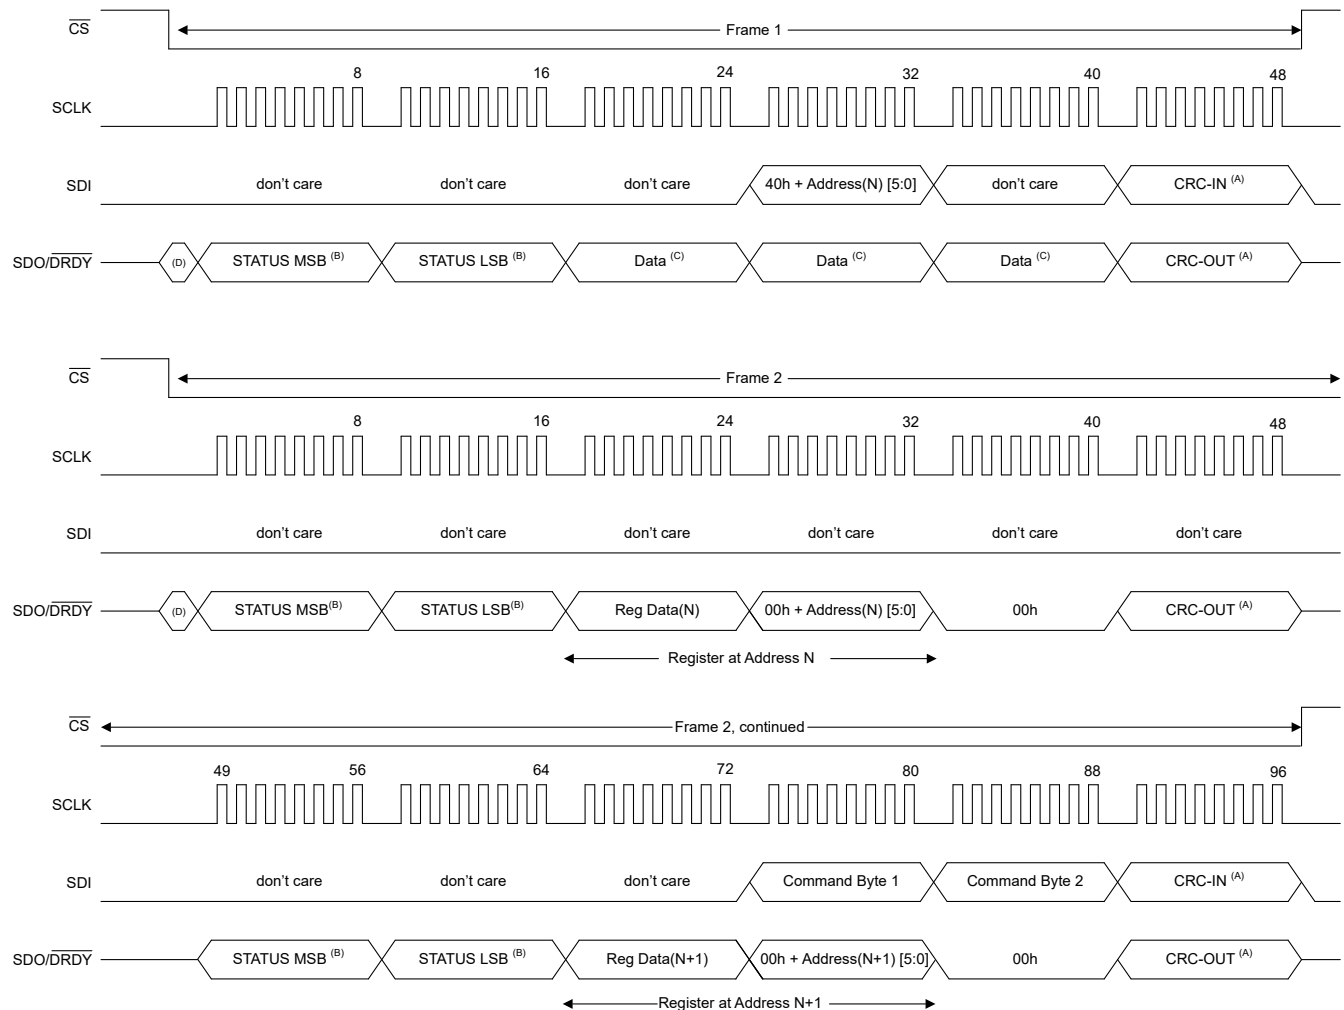 CS Frame 1
8 16 24 32 40 48
SCLK
SDI don't care don't care don't care 40h + Address(N) [5:0] don't care CRC-IN (A)
SDO/DRDY (D) STATUS MSB (B) STATUS LSB (B) Data (C) Data (C) Data (C) CRC-OUT (A)
CS Frame 2
8 16 24 32 40 48
SCLK
SDI don't care don't care don't care don't care don't care don't care
SDO/DRDY (D) STATUS MSB(B) STATUS LSB(B) Reg Data(N) 00h + Address(N) [5:0] 00h CRC-OUT (A)
Register at Address N
CS Frame 2, continued
49 56 64 72 80 88 96
SCLK
SDI don't care don't care don't care Command Byte 1 Command Byte 2 CRC-IN (A)
SDO/DRDY STATUS MSB (B) STATUS LSB (B) Reg Data(N+1) 00h + Address(N+1) [5:0] 00h CRC-OUT (A)
Register at Address N+1